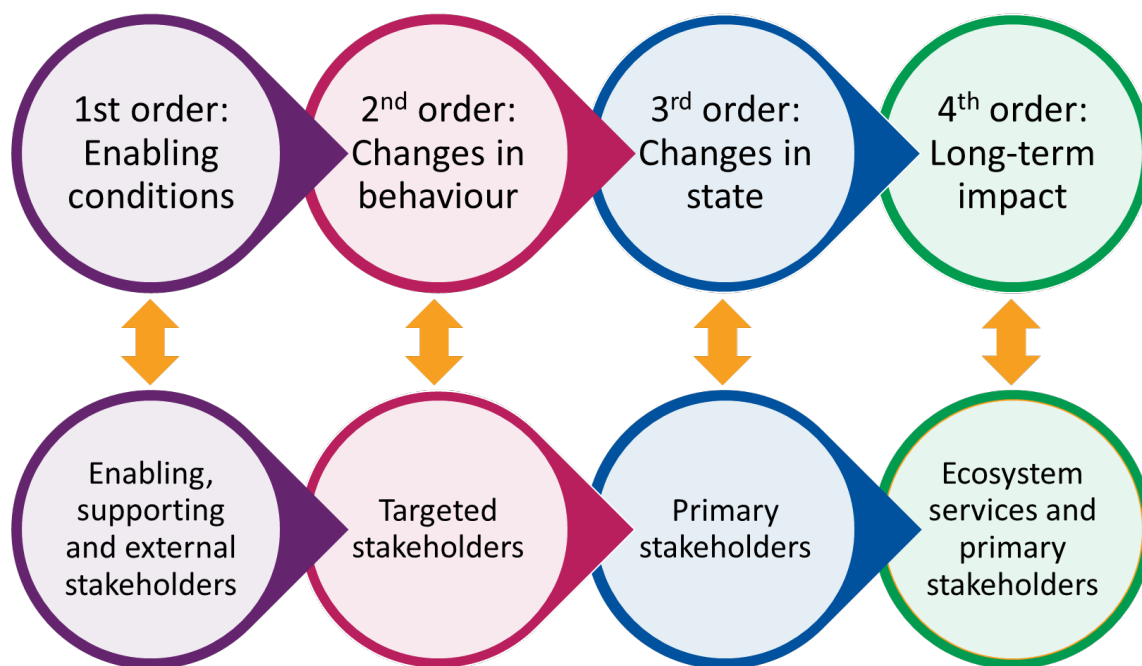 1st order:
Enabling
conditions
2nd order:
Changes in
behaviour
3rd order:
Changes in
state
4th order:
Long-term
impact
Enabling,
supporting
and external
stakeholders
Targeted
stakeholders
Primary
stakeholders
Ecosystem
services and
primary
stakeholders